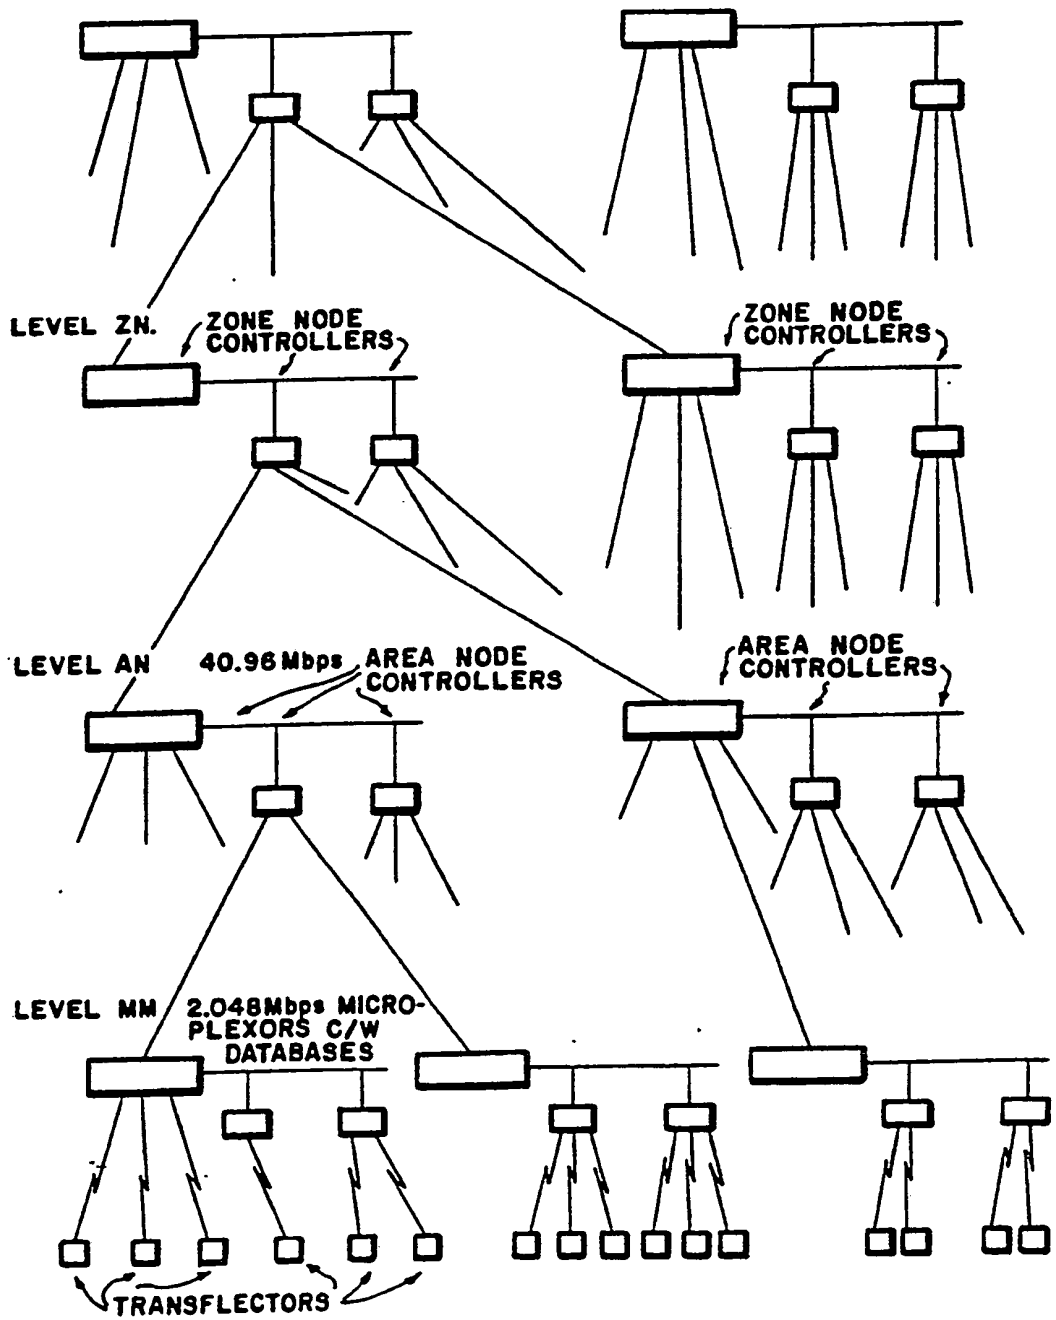 LEVEL ZN.
ZONE NODE
CONTROLLERS
ZONE NODE
CONTROLLERS
LEVEL AN
40.96 Mbps
AREA NODE
CONTROLLERS
AREA NODE
CONTROLLERS
LEVEL MM
2.048Mbps MICRO-
PLEXORS C/W
DATABASES
TRANSFLECTORS